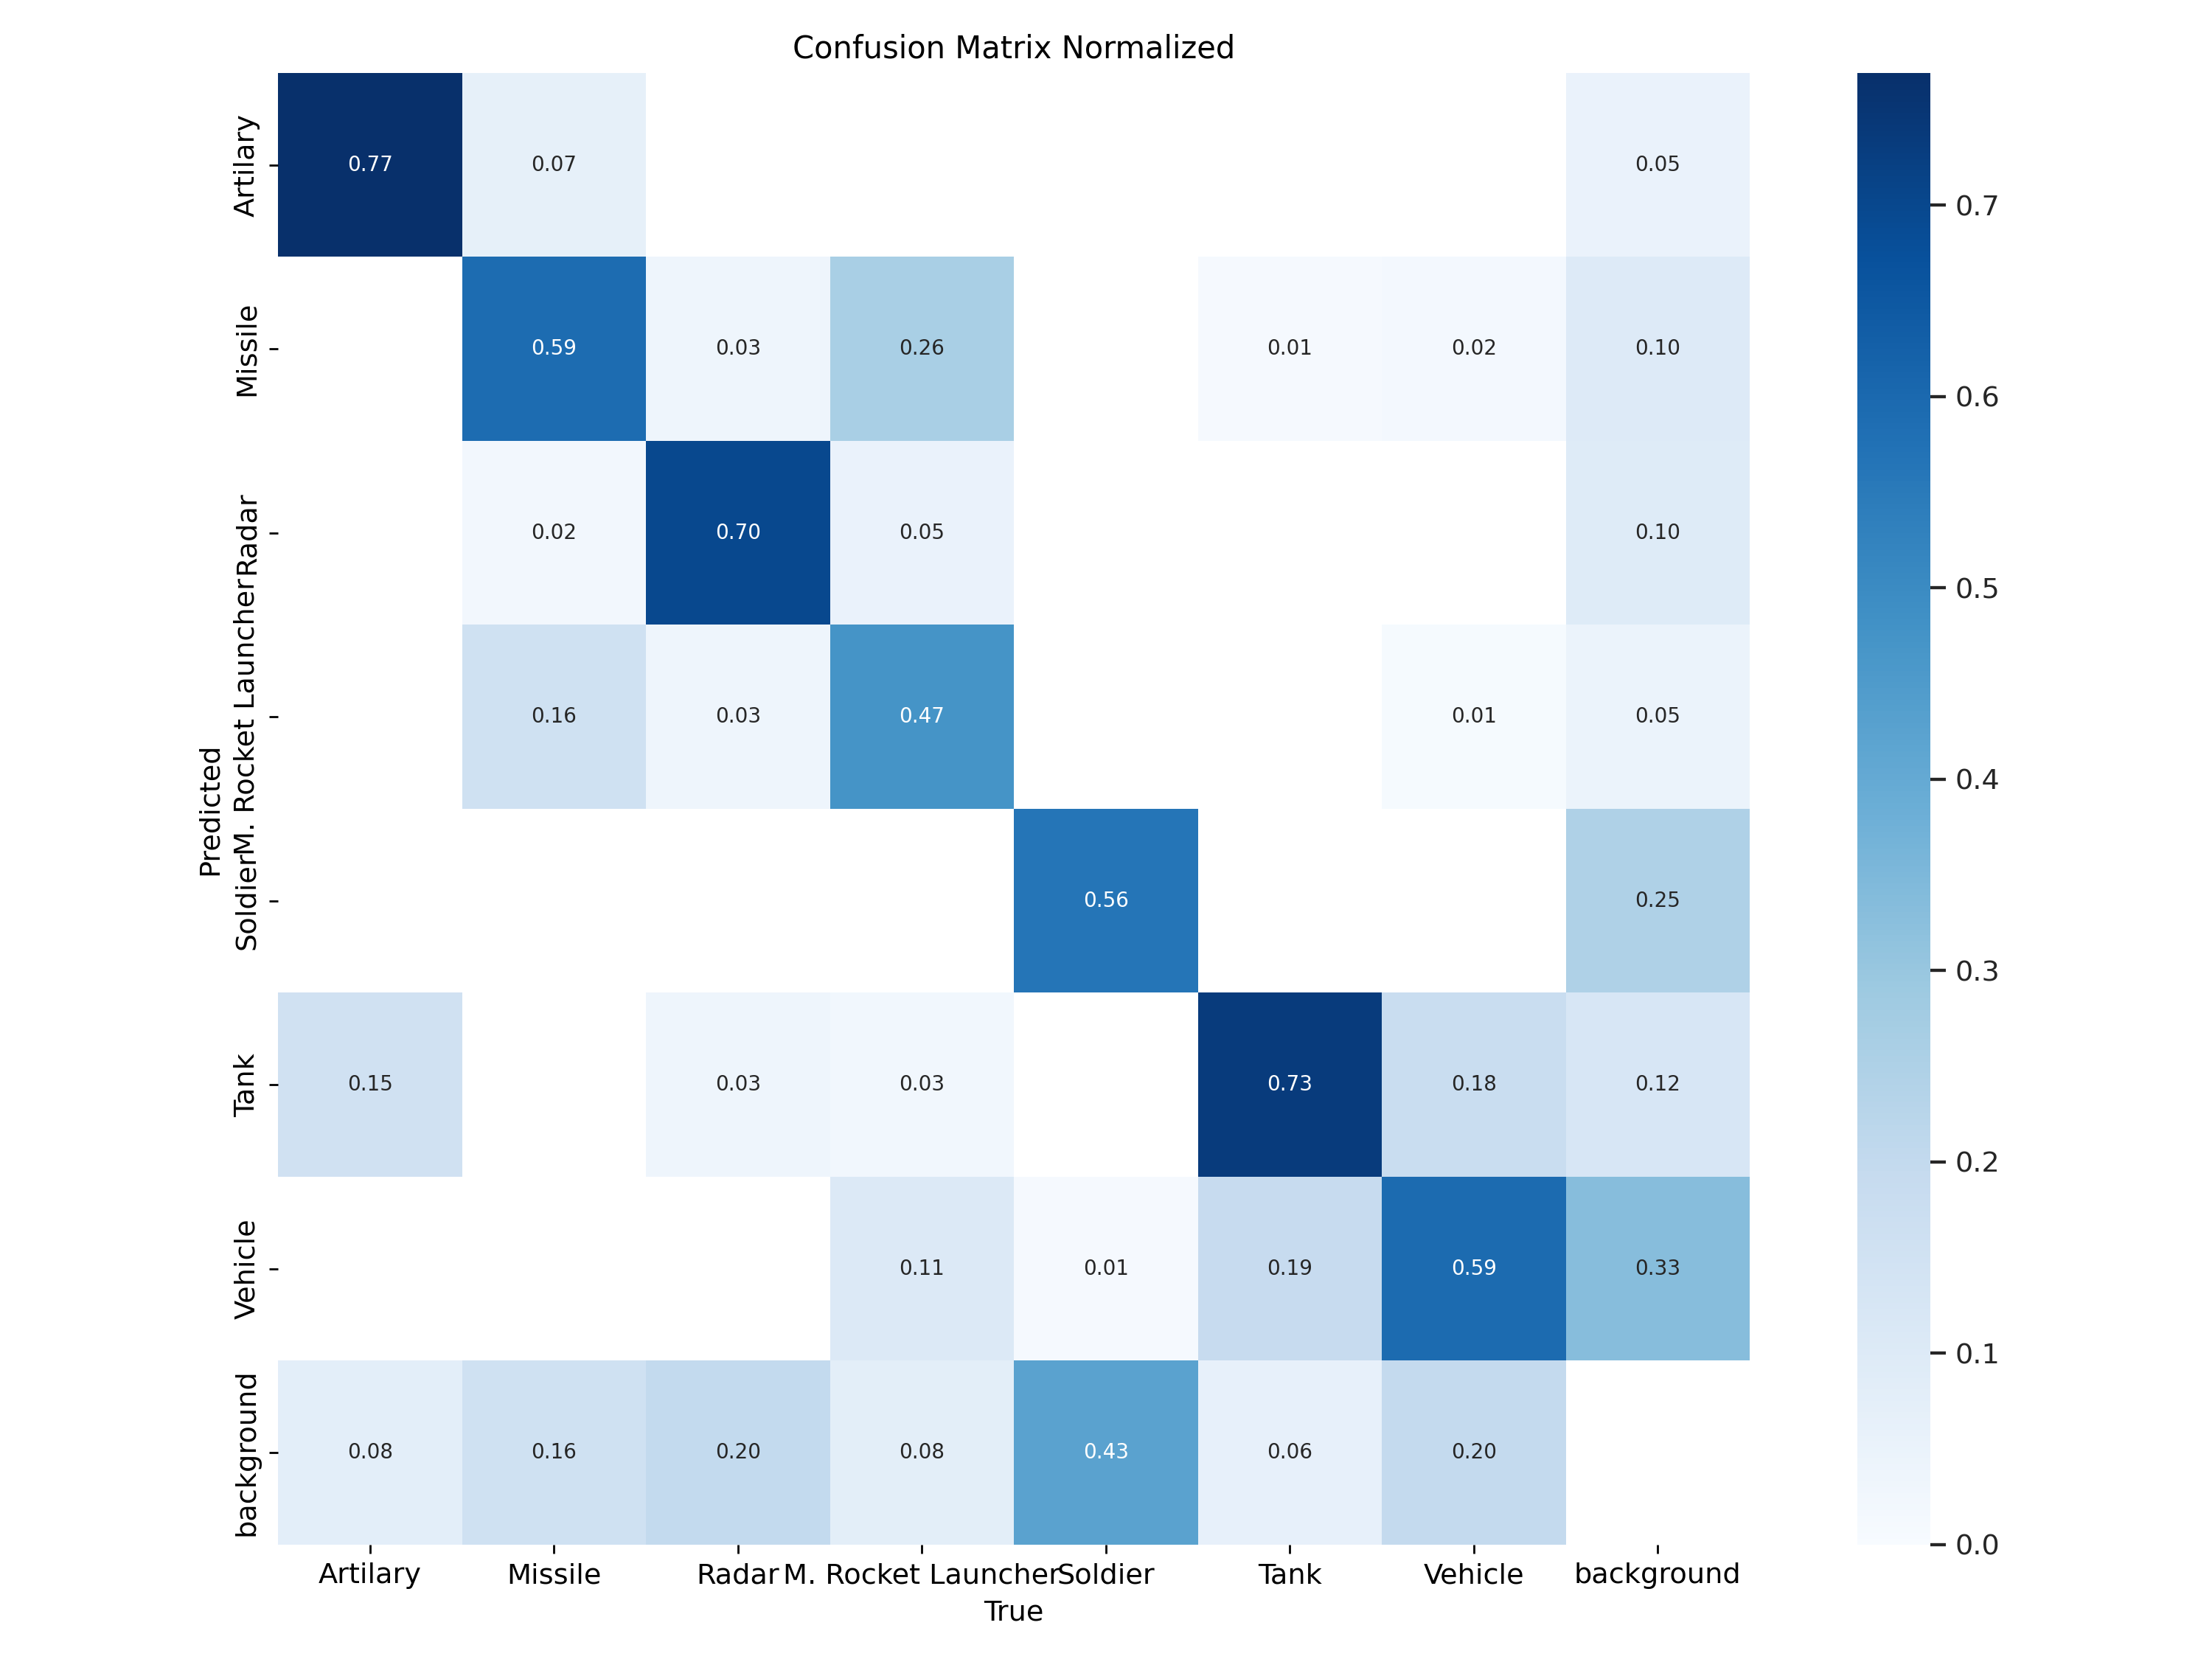 Confusion Matrix Normalized
Artilary 0.77 0.07 0.05
Missile 0.59 0.03 0.26 0.01 0.02 0.10
Radar 0.02 0.70 0.05 0.10
M. Rocket Launcher 0.16 0.03 0.47 0.01 0.05
Soldier 0.56 0.25
Tank 0.15 0.03 0.03 0.73 0.18 0.12
Vehicle 0.11 0.01 0.19 0.59 0.33
background 0.08 0.16 0.20 0.08 0.43 0.06 0.20
Predicted
Artilary Missile Radar M. Rocket Launcher Soldier Tank Vehicle background
True
0.7
0.6
0.5
0.4
0.3
0.2
0.1
0.0